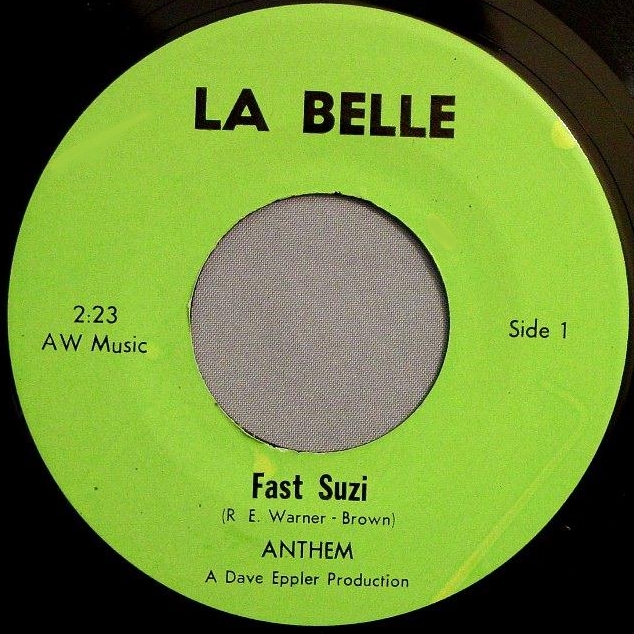 LA BELLE
2:23
AW Music
Side 1
Fast Suzi
(R E. Warner - Brown)
ANTHEM
A Dave Eppler Production